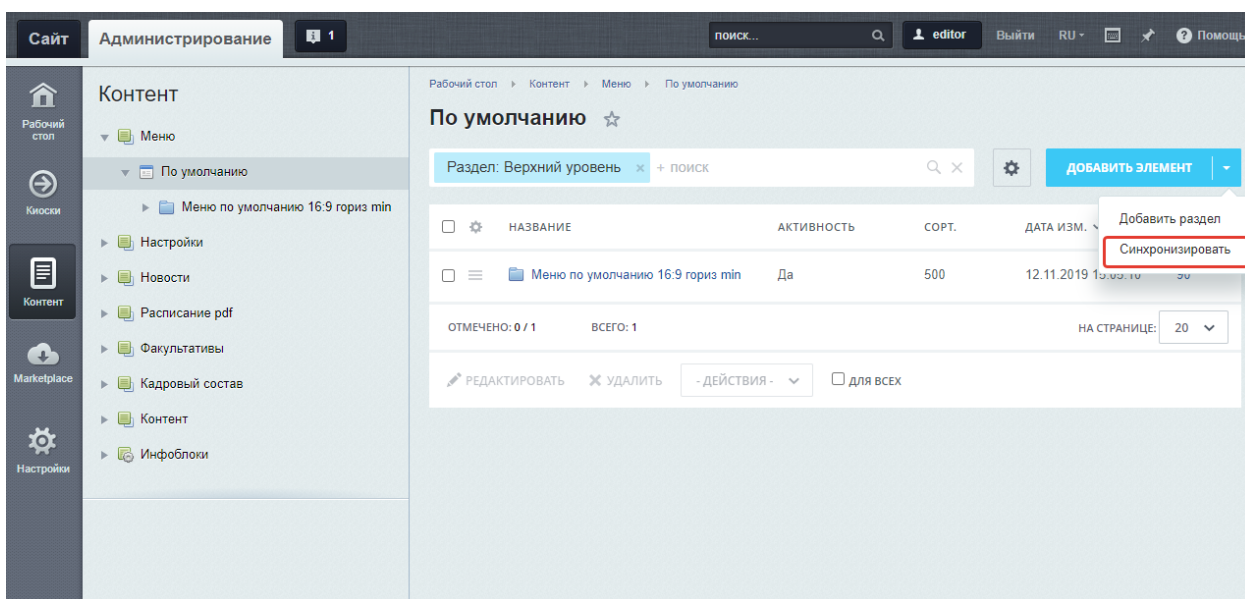 Сайт
Администрирование
1
поиск...
editor
Выйти
RU
Помощь
Рабочий стол
Киоски
Контент
Marketplace
Настройки
Контент
Меню
По умолчанию
Меню по умолчанию 16:9 гориз min
Настройки
Новости
Расписание pdf
Факультативы
Кадровый состав
Контент
Инфоблоки
Рабочий стол Контент Меню По умолчанию
По умолчанию
Раздел: Верхний уровень × + поиск
ДОБАВИТЬ ЭЛЕМЕНТ
Добавить раздел
Синхронизировать
НАЗВАНИЕ АКТИВНОСТЬ СОРТ. ДАТА ИЗМ.
Меню по умолчанию 16:9 гориз min Да 500 12.11.2019
ОТМЕЧЕНО: 0 / 1 ВСЕГО: 1 НА СТРАНИЦЕ: 20
РЕДАКТИРОВАТЬ УДАЛИТЬ - ДЕЙСТВИЯ - ДЛЯ ВСЕХ